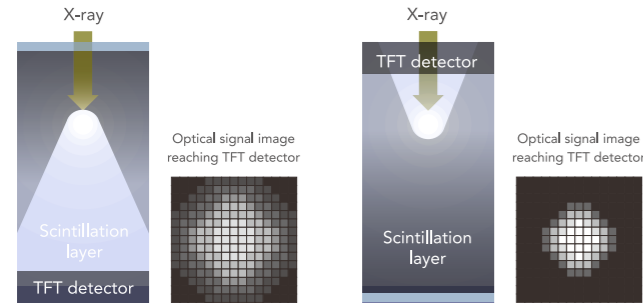 X-ray
Optical signal image
reaching TFT detector
Scintillation
layer
TFT detector
X-ray
TFT detector
Optical signal image
reaching TFT detector
Scintillation
layer